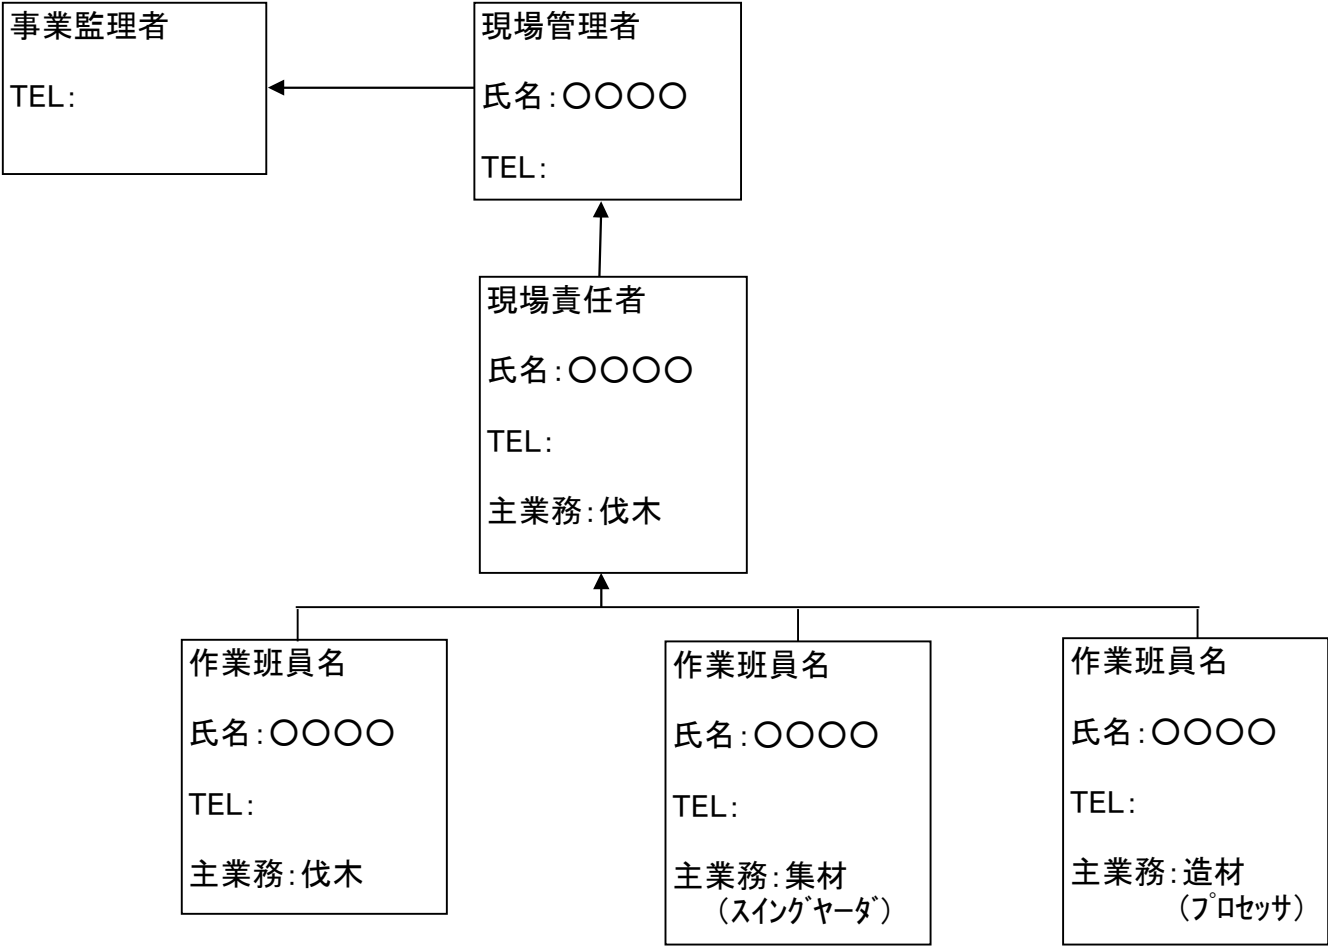 事業監理者
TEL：
現場管理者
氏名：〇〇〇〇
TEL：
現場責任者
氏名：〇〇〇〇
TEL：
主業務：伐木
作業班員名
氏名：〇〇〇〇
TEL：
主業務：伐木
作業班員名
氏名：〇〇〇〇
TEL：
主業務：集材
（ｽｲﾝｸﾞﾔｰﾀﾞ）
作業班員名
氏名：〇〇〇〇
TEL：
主業務：造材
（ﾌﾟﾛｾｯｻ）